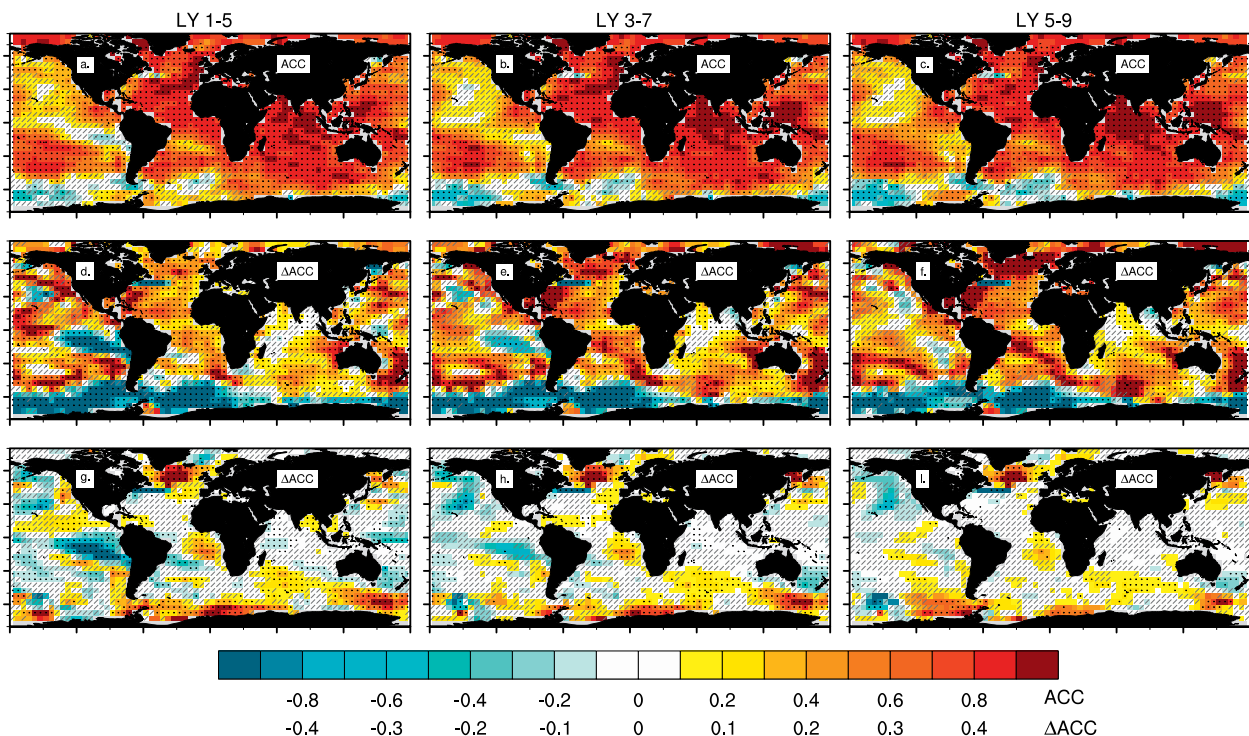 LY 1-5 LY 3-7 LY 5-9
a. ACC b. ACC c. ACC
d. ΔACC e. ΔACC f. ΔACC
g. ΔACC h. ΔACC I. ΔACC
-0.8 -0.6 -0.4 -0.2 0 0.2 0.4 0.6 0.8 ACC
-0.4 -0.3 -0.2 -0.1 0 0.1 0.2 0.3 0.4 ΔACC